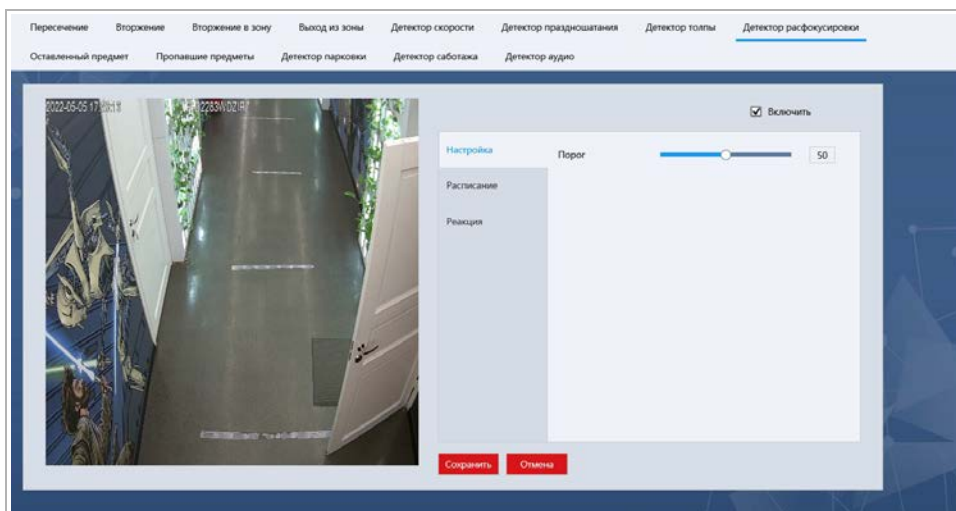 Пересечение Вторжение Вторжение в зону Выход из зоны Детектор скорости Детектор праздношатания Детектор толпы Детектор расфокусировки
Оставленный предмет Пропавшие предметы Детектор парковки Детектор саботажа Детектор аудио
2022-05-05
Включить
Настройка
Порог 50
Расписание
Реакция
Сохранить Отмена